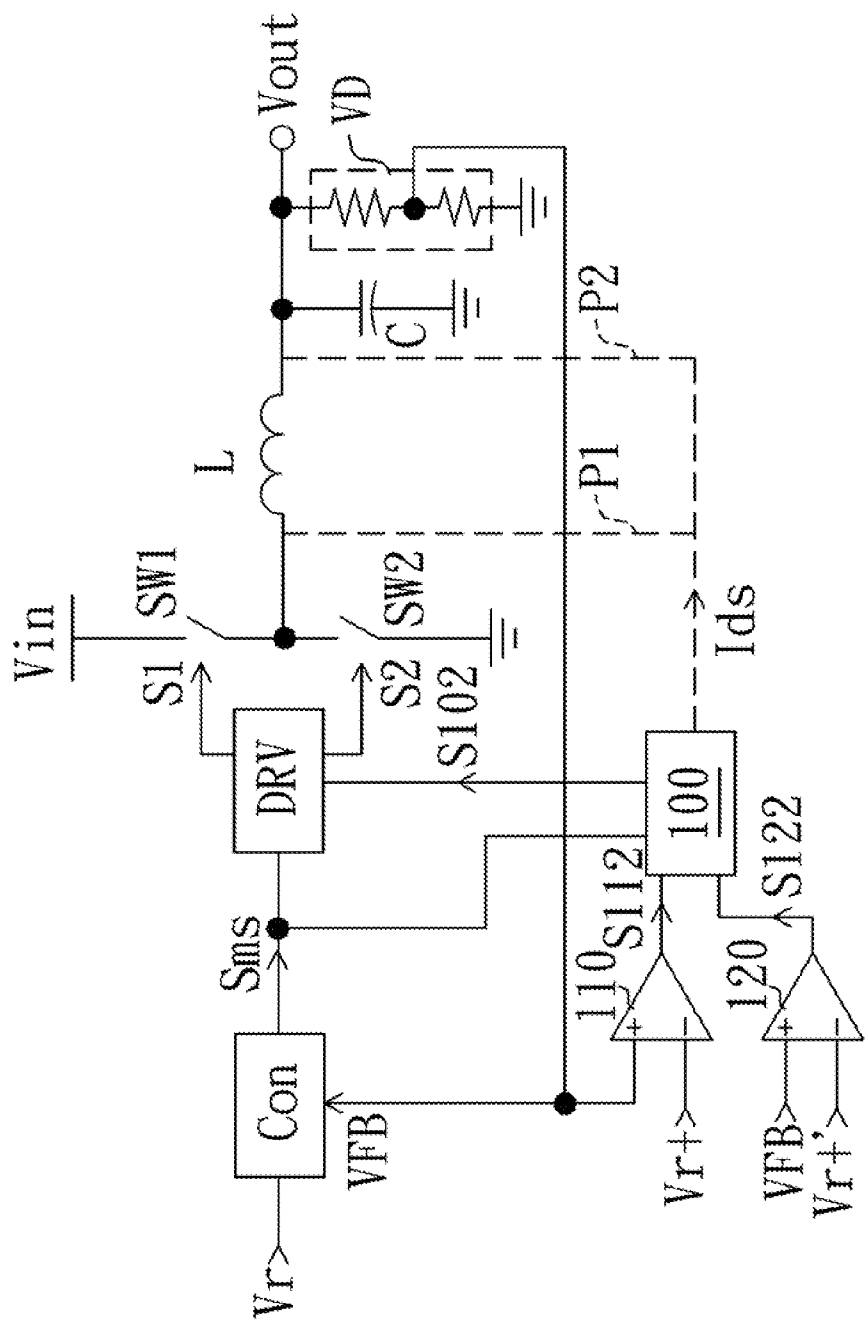 Vin
SW1
S1
L
Vout
VD
C
SW2
S2
DRV
S102
Sms
Con
Vr
VFB
P1
P2
Ids
100
S112
110
+
−
Vr+
S122
120
+
−
VFB
Vr+'